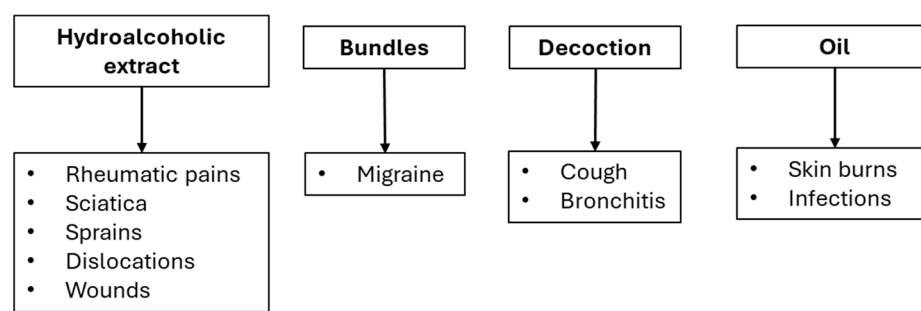 Hydroalcoholic
extract
• Rheumatic pains
• Sciatica
• Sprains
• Dislocations
• Wounds
Bundles
• Migraine
Decoction
• Cough
• Bronchitis
Oil
• Skin burns
• Infections